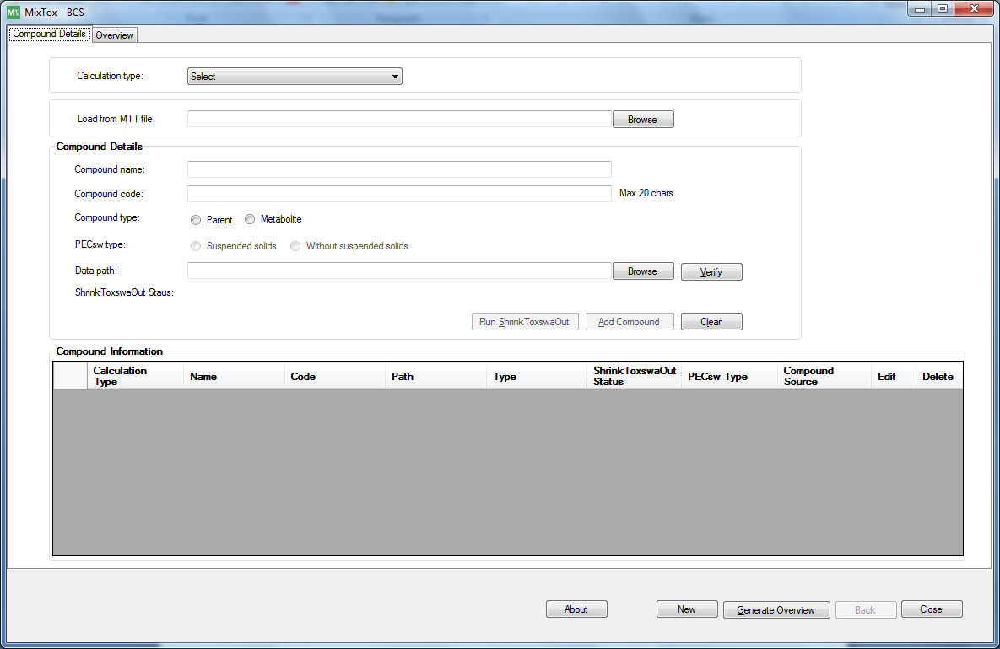 MixTox - BCS
Compound Details Overview
Calculation type: Select
Load from MTT file: Browse
Compound Details
Compound name:
Compound code: Max 20 chars.
Compound type: Parent Metabolite
PECsw type: Suspended solids Without suspended solids
Data path: Browse Verify
ShrinkToxswaOut Staus:
Run ShrinkToxswaOut Add Compound Clear
Compound Information
Calculation Type Name Code Path Type ShrinkToxswaOut Status PECsw Type Compound Source Edit Delete
About New Generate Overview Back Close